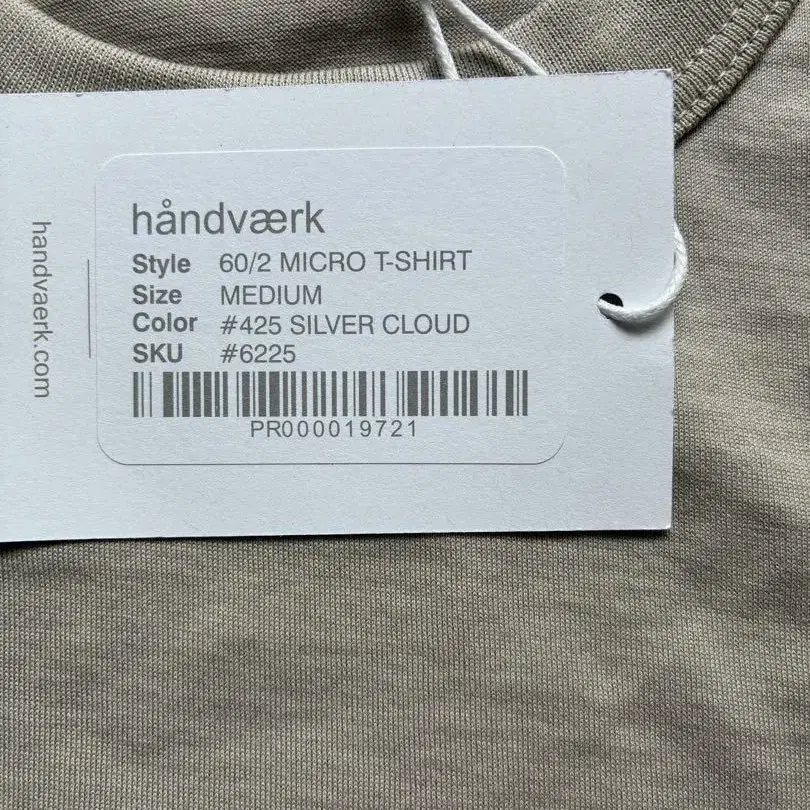 håndværk
Style 60/2 MICRO T-SHIRT
Size MEDIUM
Color #425 SILVER CLOUD
SKU #6225
PR000019721
handvaerk.com